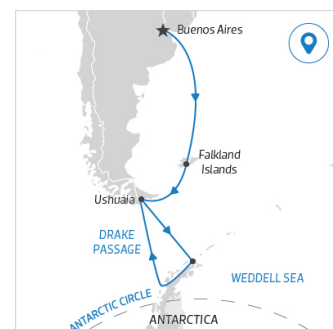 Buenos Aires
Falkland
Islands
Ushuaia
DRAKE
PASSAGE
WEDDELL SEA
ANTARCTIC CIRCLE
ANTARCTICA